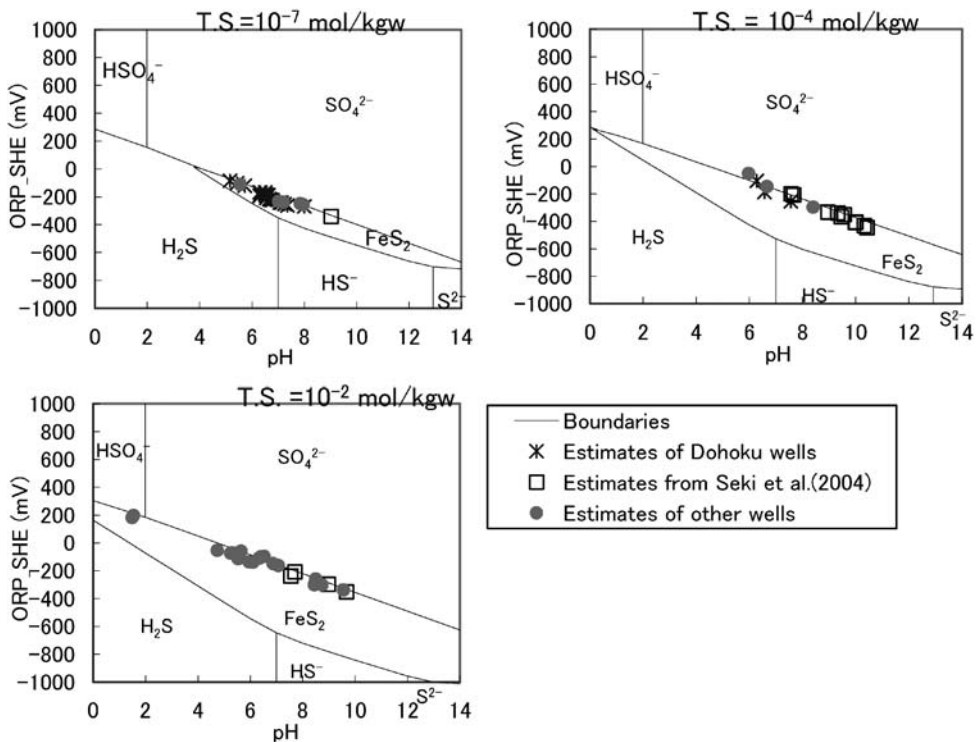 T.S.=10⁻⁷ mol/kgw
1000
800
600
400
200
0
−200
−400
−600
−800
−1000
ORP_SHE (mV)
HSO₄⁻
SO₄²⁻
H₂S
HS⁻
FeS₂
S²⁻
0 2 4 6 8 10 12 14
pH
T.S. = 10⁻⁴ mol/kgw
1000
800
600
400
200
0
−200
−400
−600
−800
−1000
ORP_SHE (mV)
HSO₄⁻
SO₄²⁻
H₂S
FeS₂
HS⁻
S²⁻
0 2 4 6 8 10 12 14
pH
T.S. =10⁻² mol/kgw
1000
800
600
400
200
0
−200
−400
−600
−800
−1000
ORP_SHE (mV)
HSO₄⁻
SO₄²⁻
H₂S
FeS₂
HS⁻
S²⁻
0 2 4 6 8 10 12 14
pH
Boundaries
Estimates of Dohoku wells
Estimates from Seki et al.(2004)
Estimates of other wells